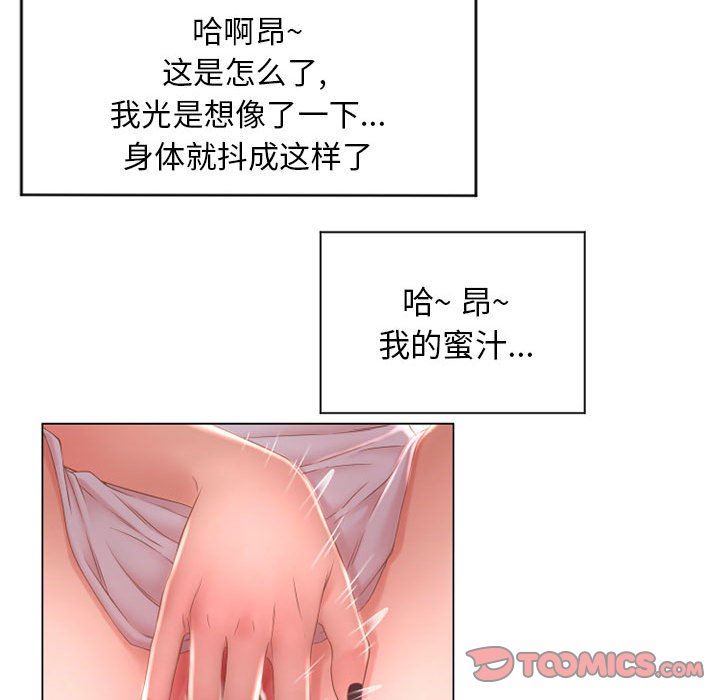 哈啊昂~
这是怎么了,
我光是想像了一下...
身体就抖成这样了
哈~ 昂~
我的蜜汁...
TOOMICS.COM